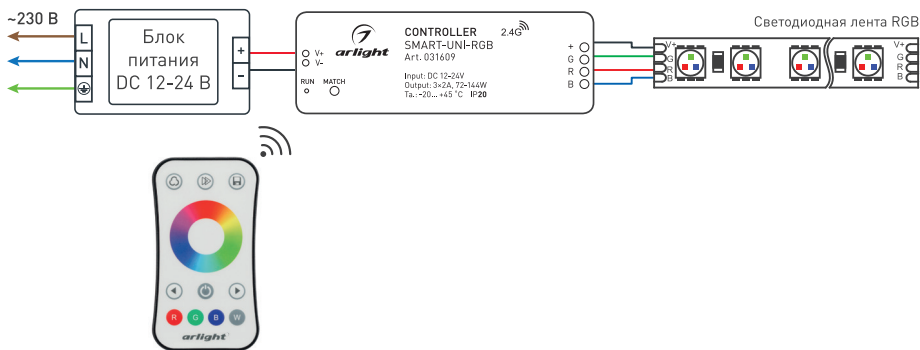 ~230 В
L
N
Блок
питания
DC 12-24 В
+
–
V+
V-
RUN
MATCH
arlight
CONTROLLER
SMART-UNI-RGB
Art. 031609
2.4G
Input: DC 12-24V
Output: 3×2A, 72-144W
Ta.: -20... +45 °C IP20
+
G
R
B
Светодиодная лента RGB
V+
G
R
B
V+
G
R
B
R G B W
arlight